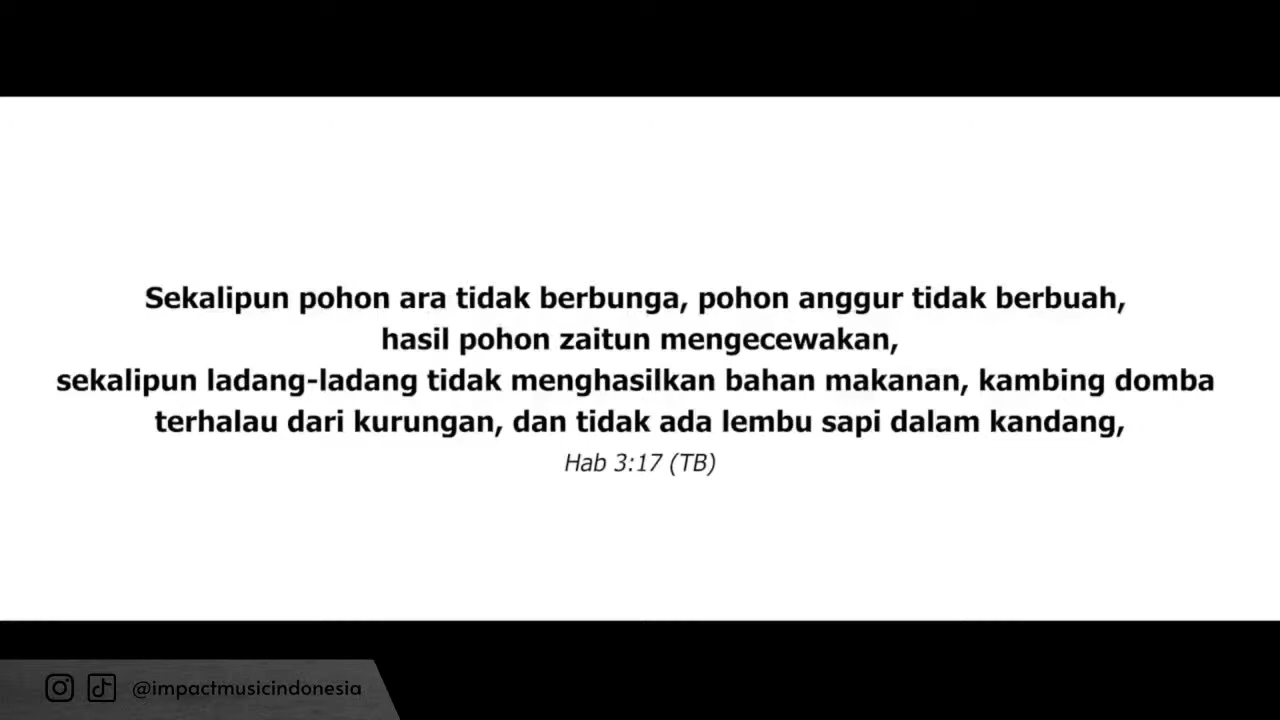 Sekalipun pohon ara tidak berbunga, pohon anggur tidak berbuah,
hasil pohon zaitun mengecewakan,
sekalipun ladang-ladang tidak menghasilkan bahan makanan, kambing domba
terhalau dari kurungan, dan tidak ada lembu sapi dalam kandang,
Hab 3:17 (TB)
@impactmusicindonesia